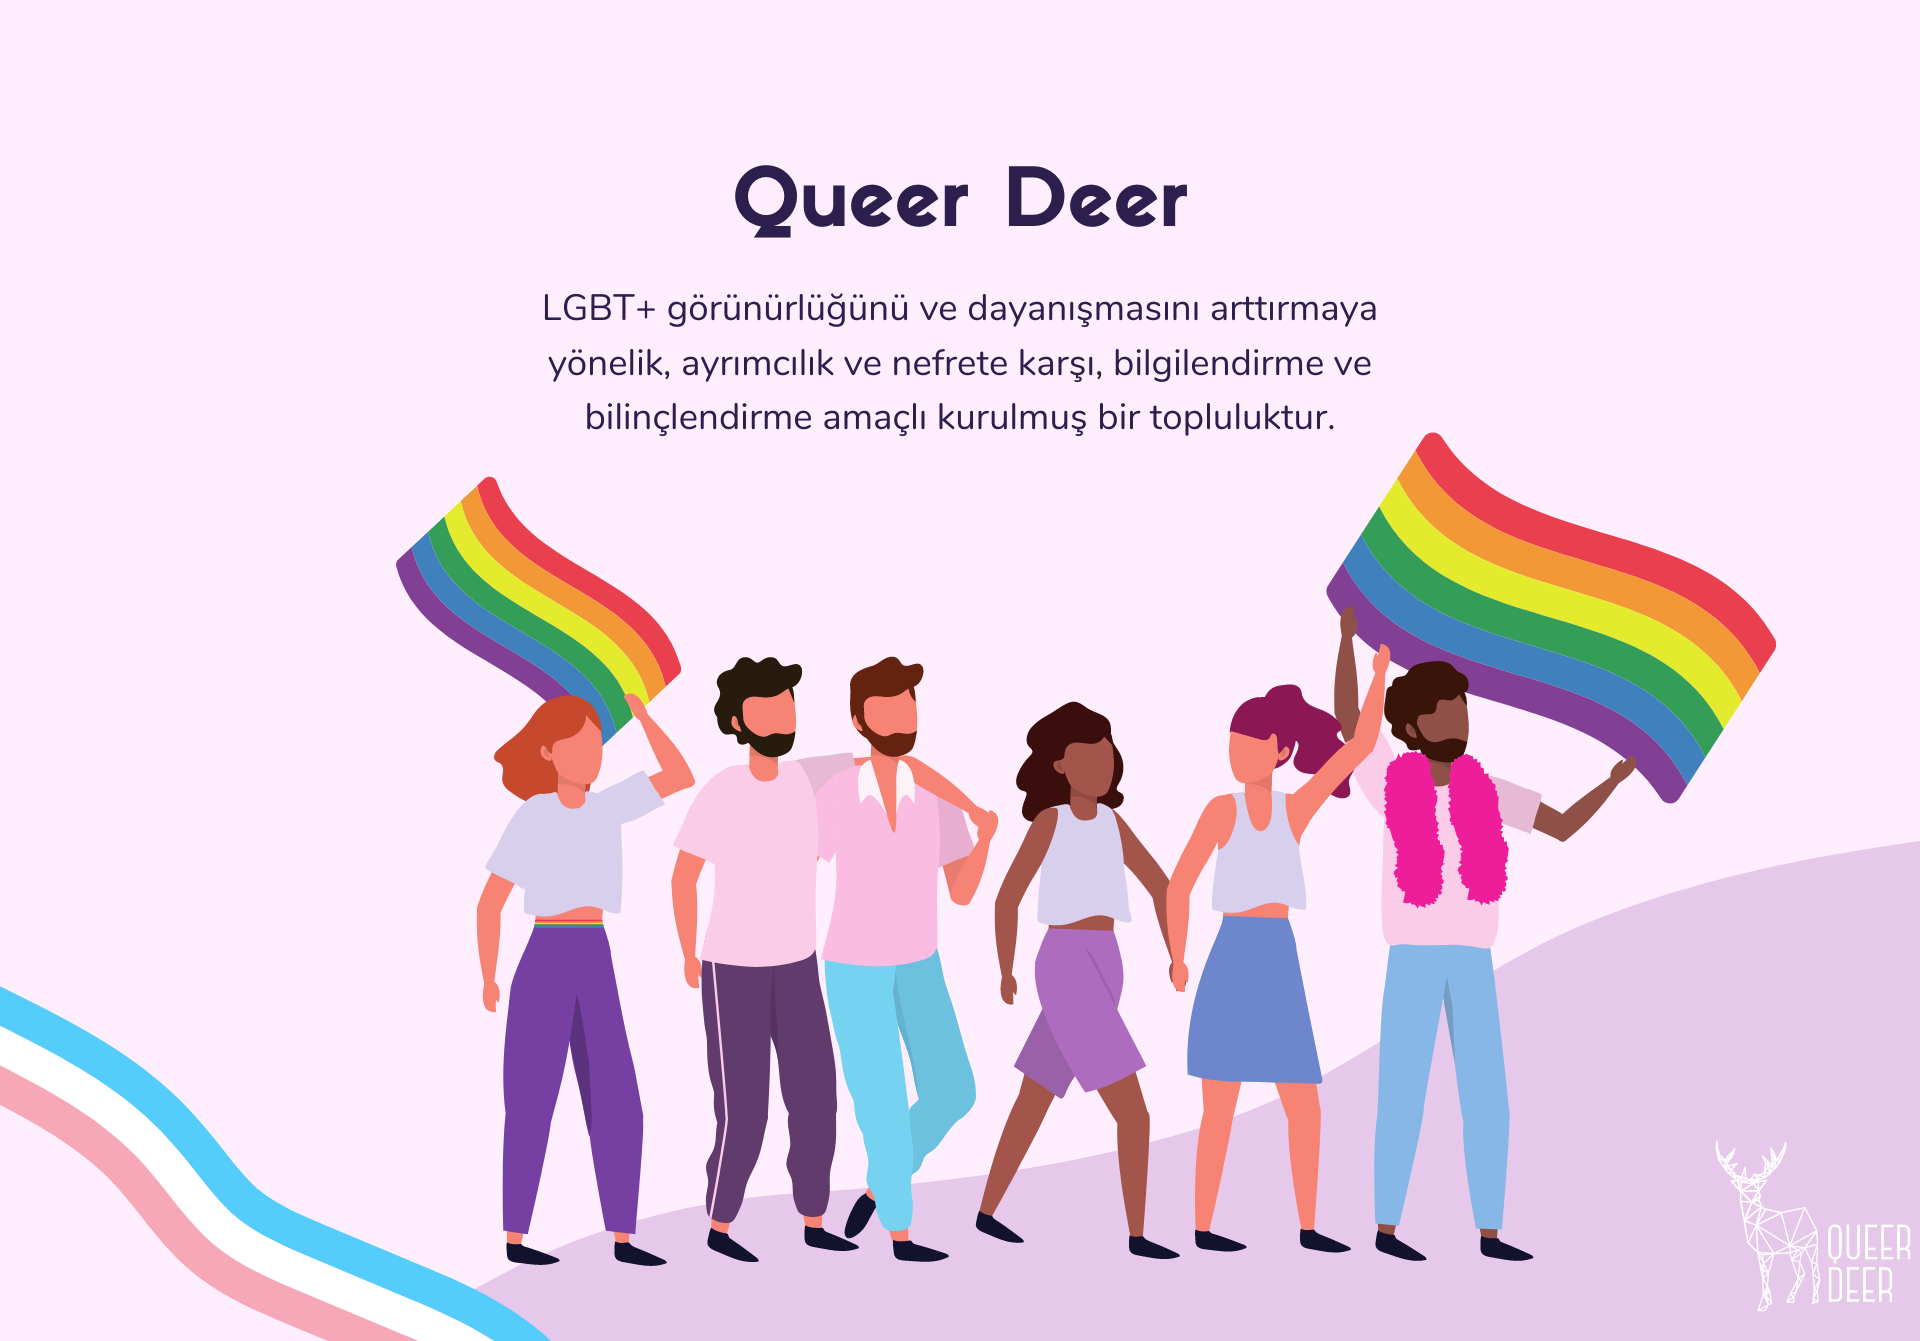 Queer Deer
LGBT+ görünürlüğünü ve dayanışmasını arttırmaya
yönelik, ayrımcılık ve nefrete karşı, bilgilendirme ve
bilinçlendirme amaçlı kurulmuş bir topluluktur.
QUEER
DEER